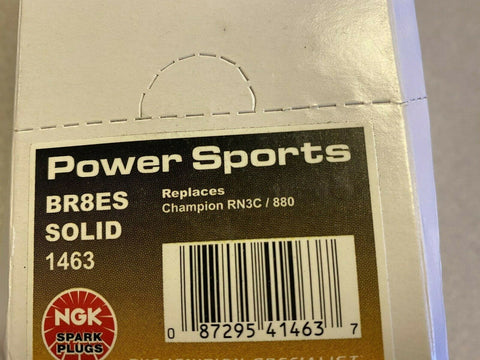 Power Sports
BR8ES
SOLID
1463
Replaces
Champion RN3C / 880
0 87295 41463 7
NGK
SPARK
PLUGS